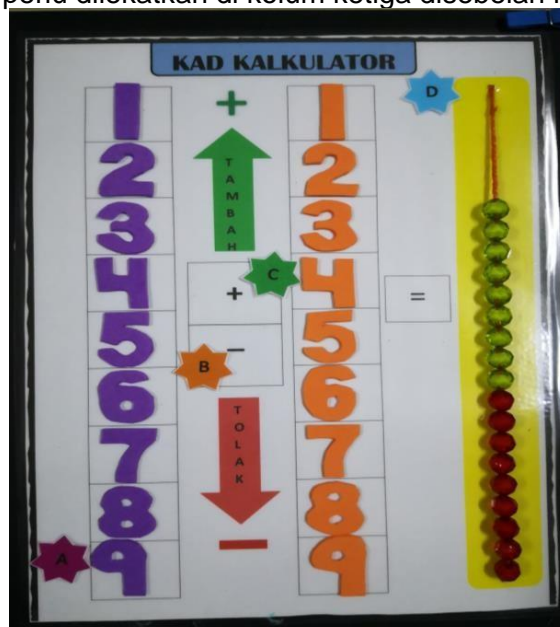 perlu dilekatkan di kolum ketiga disebelah
KAD KALKULATOR
1 + 1 D
2 TAMBAH 2
3 3
4 + C 4 =
5 − 5
6 B 6
7 TOLAK 7
8 8
A 9 − 9